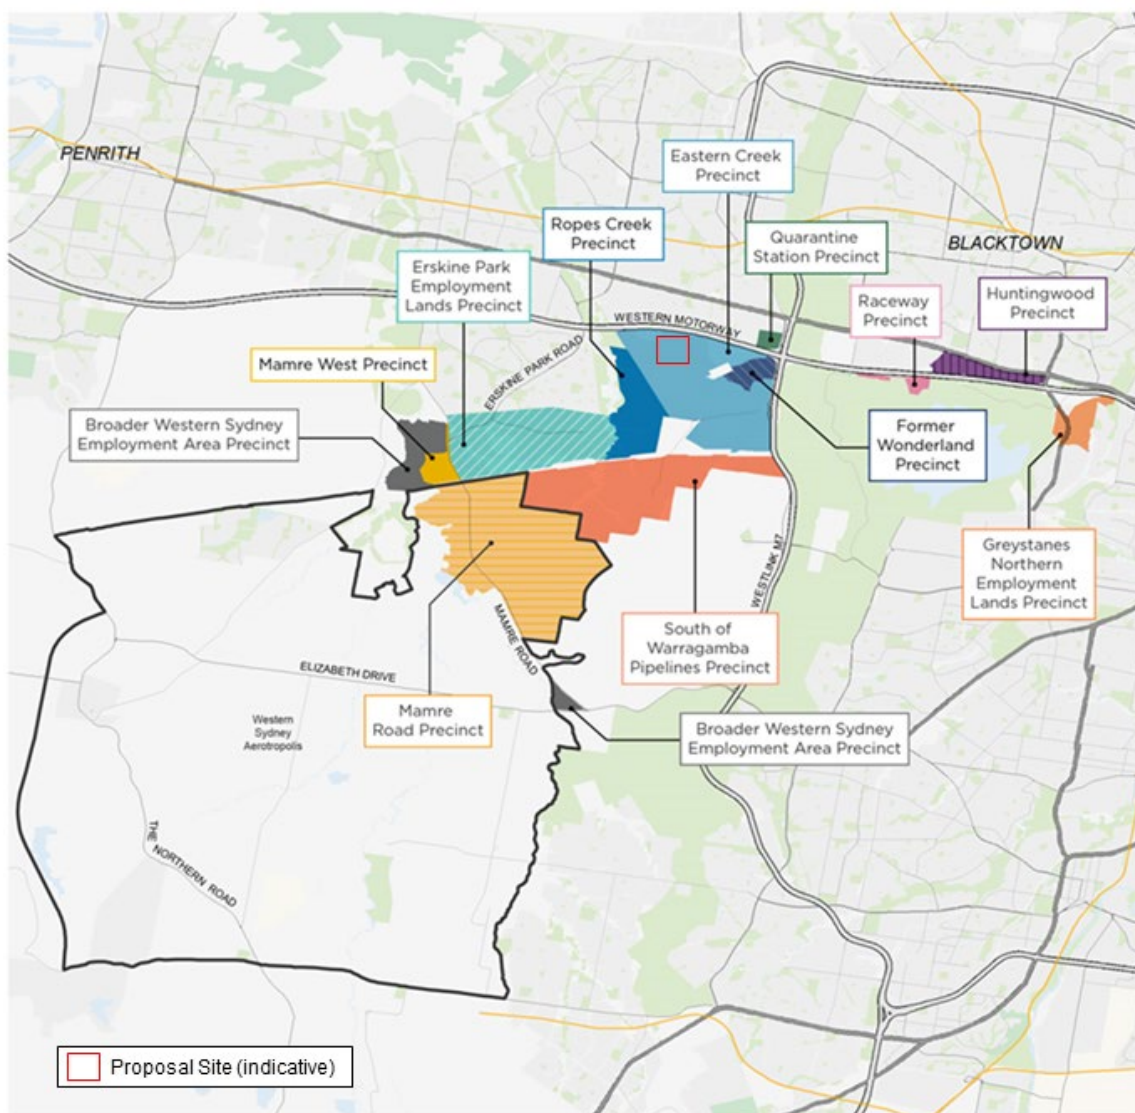 PENRITH
Eastern Creek
Precinct
Ropes Creek
Precinct
Quarantine
Station Precinct
BLACKTOWN
Erskine Park
Employment
Lands Precinct
Raceway
Precinct
Huntingwood
Precinct
WESTERN MOTORWAY
ERSKINE PARK ROAD
Mamre West Precinct
Broader Western Sydney
Employment Area Precinct
Former
Wonderland
Precinct
Greystanes
Northern
Employment
Lands Precinct
WESTLINK M7
MAMRE ROAD
South of
Warragamba
Pipelines Precinct
ELIZABETH DRIVE
Mamre
Road Precinct
Western
Sydney
Aerotropolis
Broader Western Sydney
Employment Area Precinct
THE NORTHERN ROAD
Proposal Site (indicative)